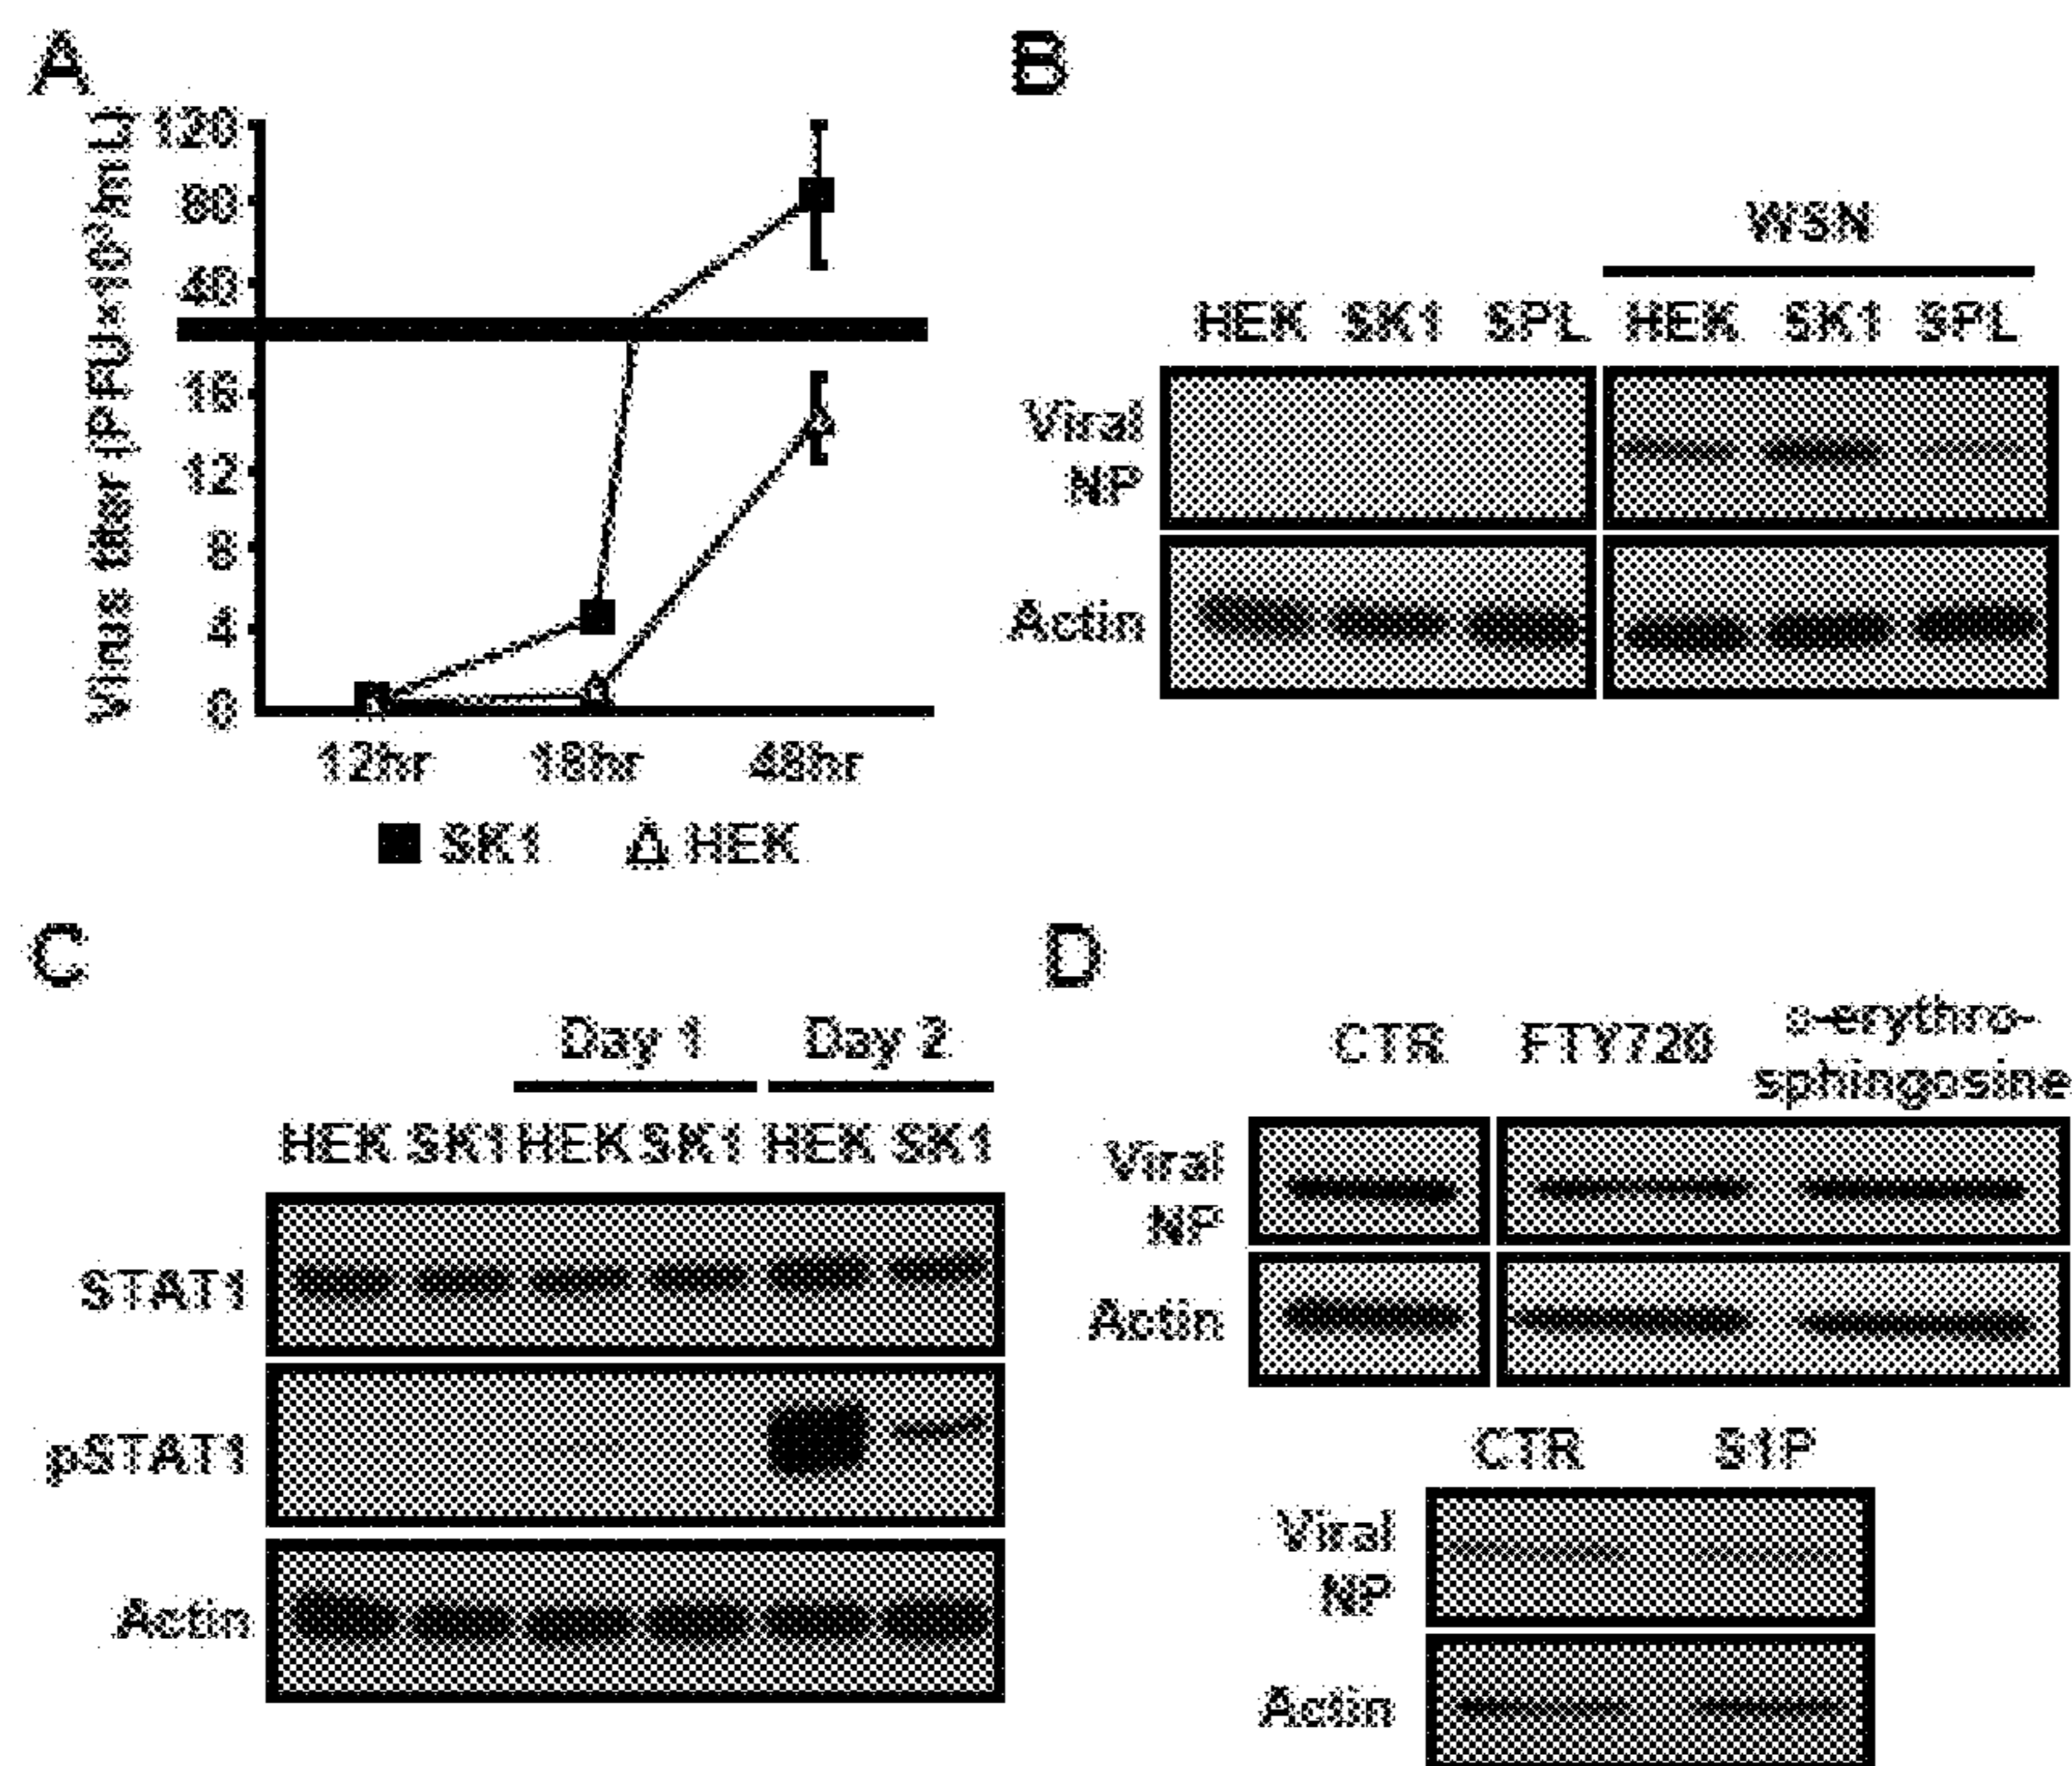 A
Virus titer (PFU×10³/mL)
120
80
40
16
12
8
4
0
12hr 18hr 48hr
SK1 HEK
B
WSN
HEK SK1 SPL HEK SK1 SPL
Viral
NP
Actin
C
Day 1 Day 2
HEK SK1 HEK SK1 HEK SK1
STAT1
pSTAT1
Actin
D
CTR FTY720
-erythro-
sphingosine
Viral
NP
Actin
CTR S1P
Viral
NP
Actin